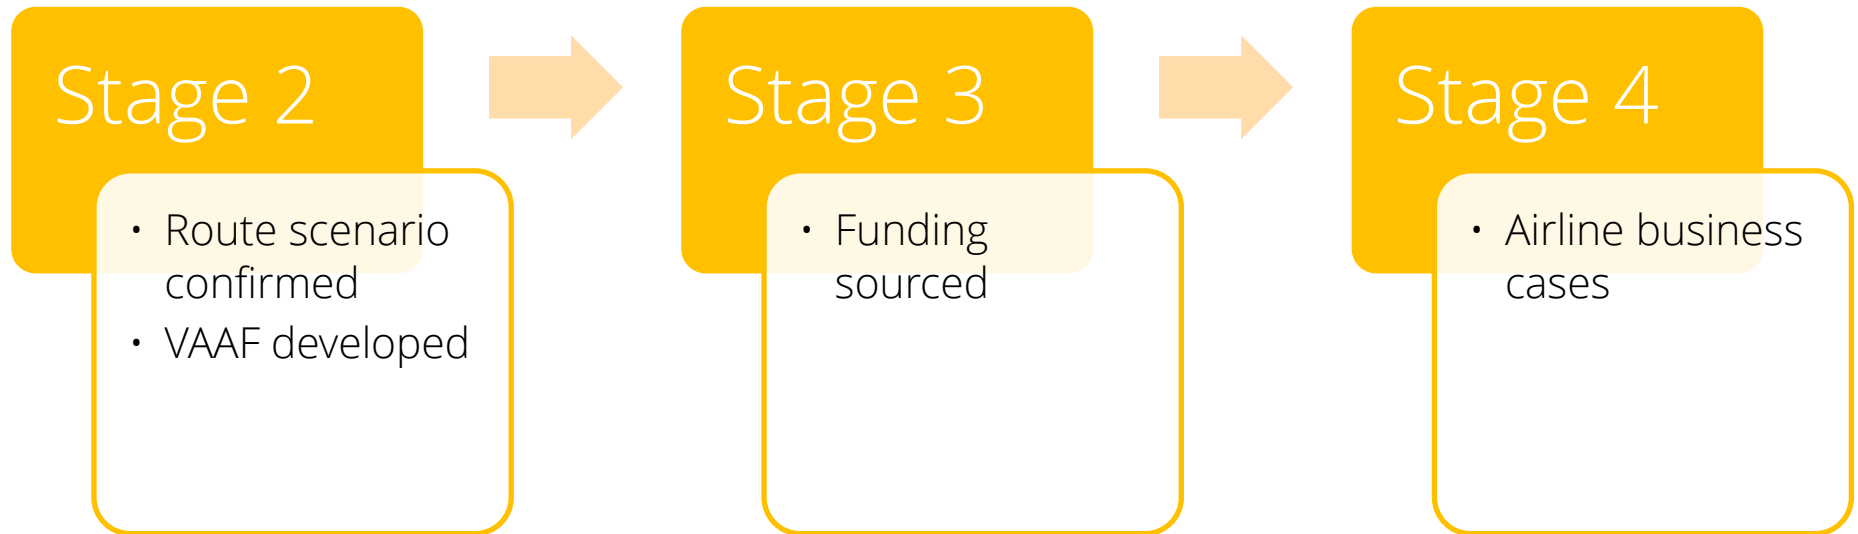 Stage 2
• Route scenario
confirmed
• VAAF developed
Stage 3
• Funding
sourced
Stage 4
• Airline business
cases